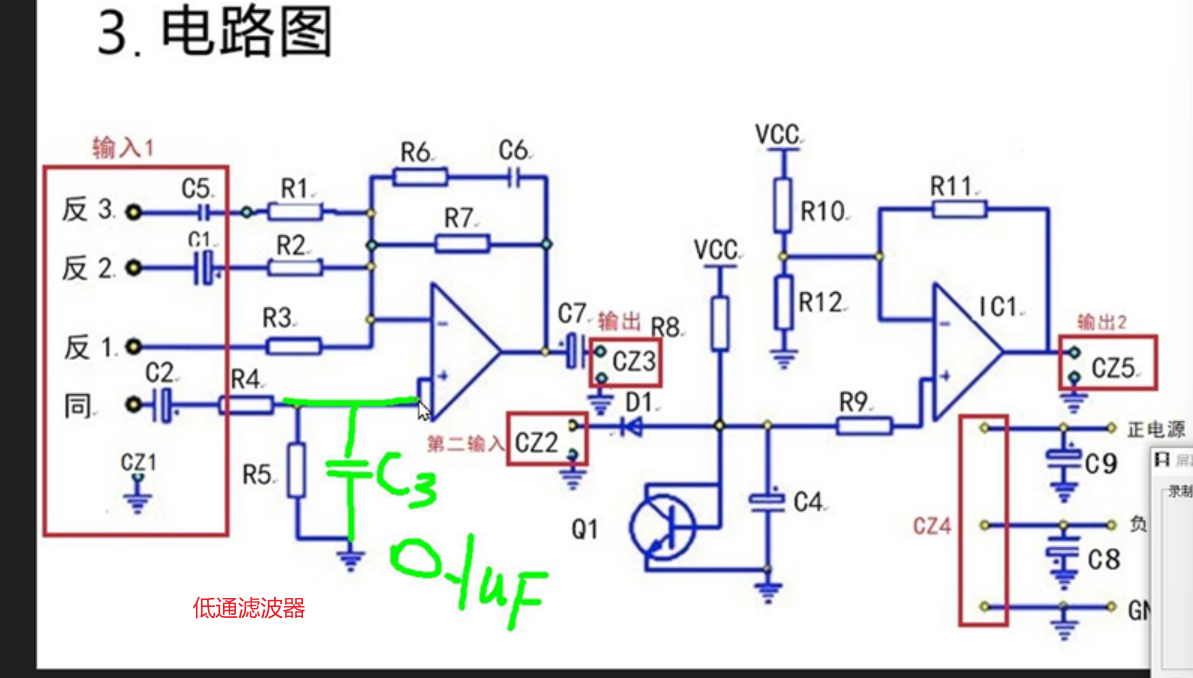 3. 电路图
输入1
反 3.
C5.
R1
R6
C6
VCC
反 2.
C1
R2
R7
R10
R11
VCC
反 1.
R3
C7
输出
R8
R12
IC1
输出2
CZ3
CZ5
同
C2
R4
第二输入
CZ2
D1
R9
正电源
CZ1
R5
C3
Q1
C4
CZ4
C9
负
0.1uF
C8
低通滤波器
录制